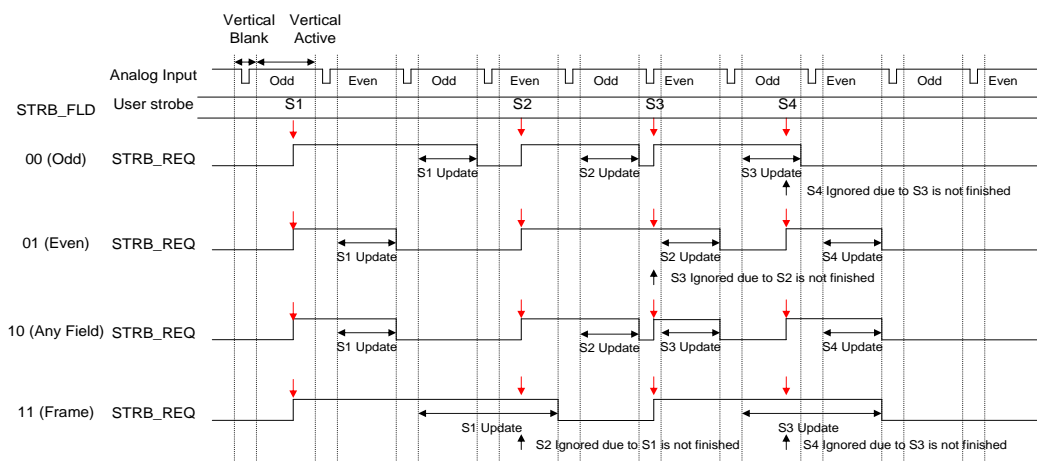 Vertical Blank
Vertical Active
Analog Input Odd Even Odd Even Odd Even Odd Even Odd Even
STRB_FLD User strobe S1 S2 S3 S4
00 (Odd) STRB_REQ
S1 Update S2 Update S3 Update
S4 Ignored due to S3 is not finished
01 (Even) STRB_REQ
S1 Update S2 Update S4 Update
S3 Ignored due to S2 is not finished
10 (Any Field) STRB_REQ
S1 Update S2 Update S3 Update S4 Update
11 (Frame) STRB_REQ
S1 Update S3 Update
S2 Ignored due to S1 is not finished S4 Ignored due to S3 is not finished